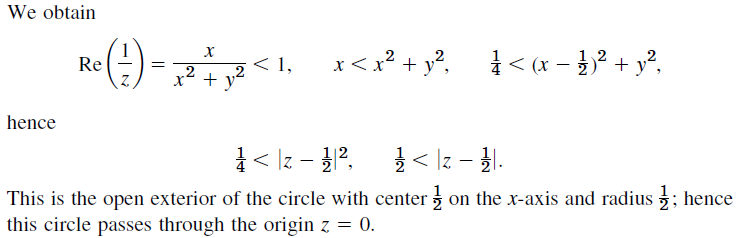 We obtain
Re(1/z) = x/(x² + y²) < 1, x < x² + y², 1/4 < (x − 1/2)² + y²,
hence
1/4 < |z − 1/2|², 1/2 < |z − 1/2|.
This is the open exterior of the circle with center 1/2 on the x-axis and radius 1/2; hence
this circle passes through the origin z = 0.